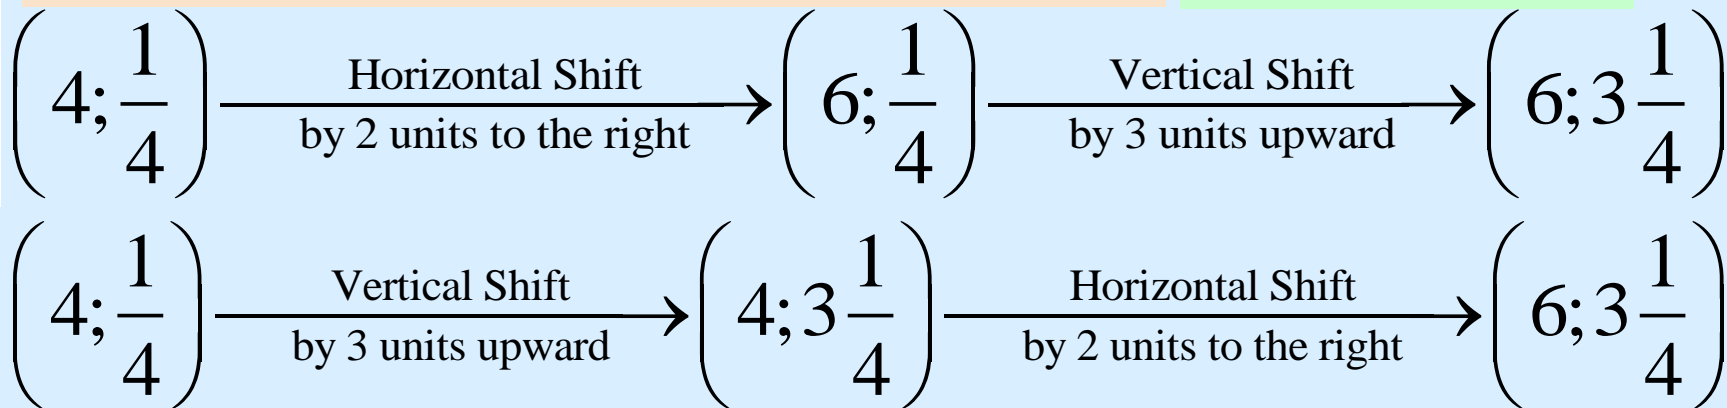 (4; 1/4) Horizontal Shift by 2 units to the right → (6; 1/4) Vertical Shift by 3 units upward → (6; 3 1/4)
(4; 1/4) Vertical Shift by 3 units upward → (4; 3 1/4) Horizontal Shift by 2 units to the right → (6; 3 1/4)